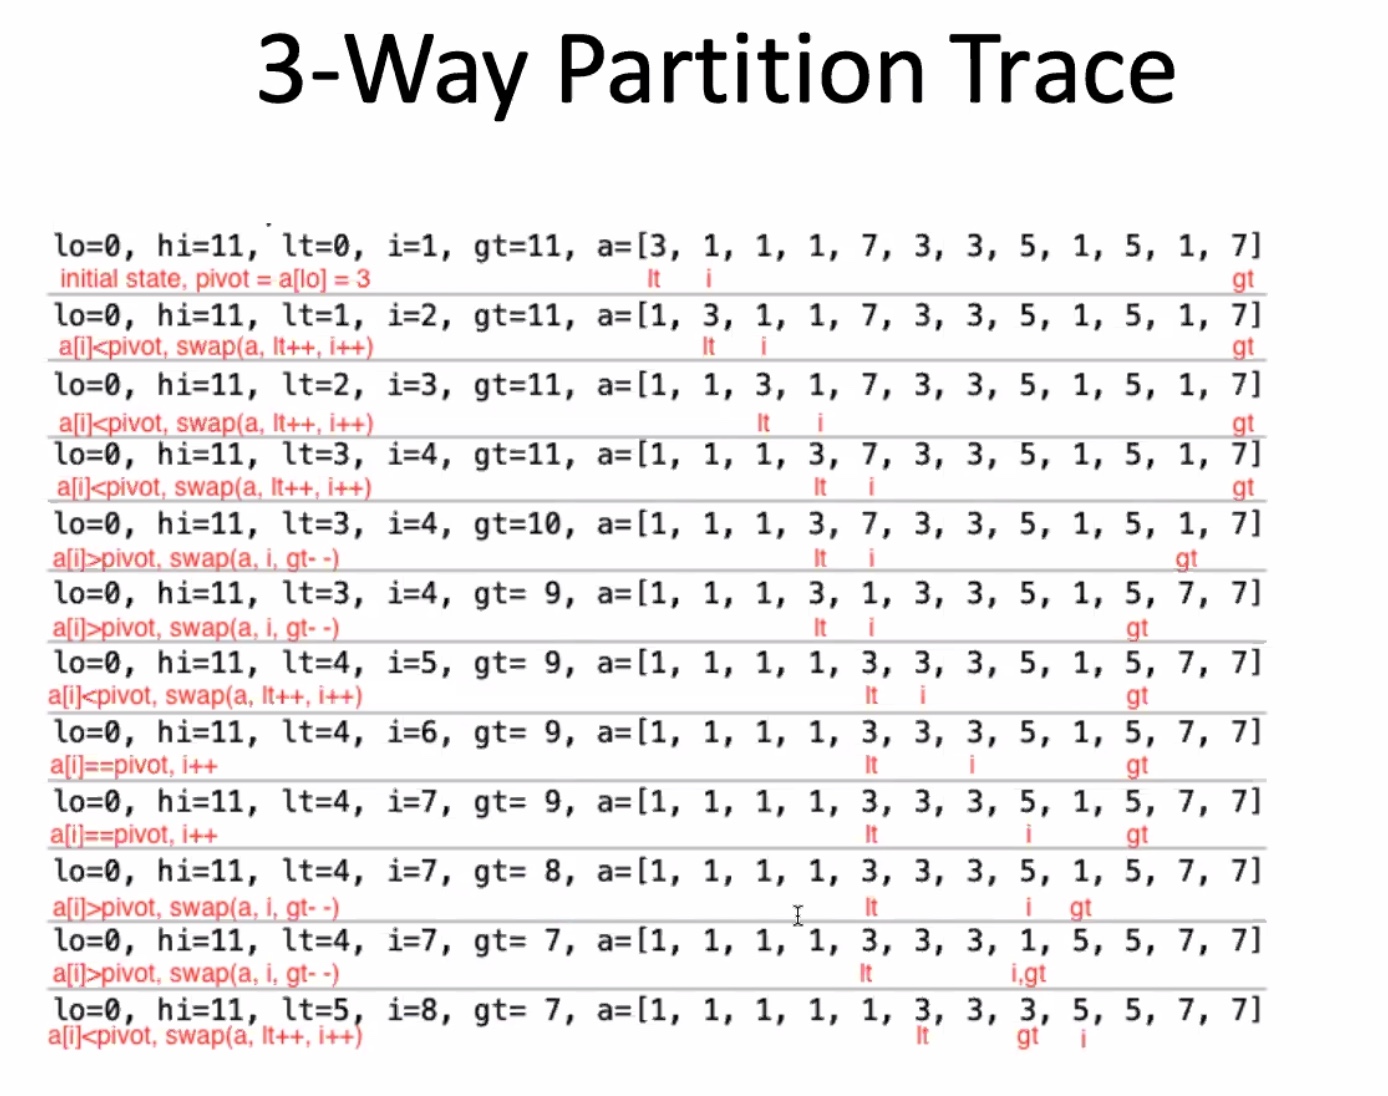 3-Way Partition Trace
lo=0, hi=11, lt=0, i=1, gt=11, a=[3, 1, 1, 1, 7, 3, 3, 5, 1, 5, 1, 7]
initial state, pivot = a[lo] = 3 lt i gt
lo=0, hi=11, lt=1, i=2, gt=11, a=[1, 3, 1, 1, 7, 3, 3, 5, 1, 5, 1, 7]
a[i]<pivot, swap(a, lt++, i++) lt i gt
lo=0, hi=11, lt=2, i=3, gt=11, a=[1, 1, 3, 1, 7, 3, 3, 5, 1, 5, 1, 7]
a[i]<pivot, swap(a, lt++, i++) lt i gt
lo=0, hi=11, lt=3, i=4, gt=11, a=[1, 1, 1, 3, 7, 3, 3, 5, 1, 5, 1, 7]
a[i]<pivot, swap(a, lt++, i++) lt i gt
lo=0, hi=11, lt=3, i=4, gt=10, a=[1, 1, 1, 3, 7, 3, 3, 5, 1, 5, 1, 7]
a[i]>pivot, swap(a, i, gt- -) lt i gt
lo=0, hi=11, lt=3, i=4, gt= 9, a=[1, 1, 1, 3, 1, 3, 3, 5, 1, 5, 7, 7]
a[i]>pivot, swap(a, i, gt- -) lt i gt
lo=0, hi=11, lt=4, i=5, gt= 9, a=[1, 1, 1, 1, 3, 3, 3, 5, 1, 5, 7, 7]
a[i]<pivot, swap(a, lt++, i++) lt i gt
lo=0, hi=11, lt=4, i=6, gt= 9, a=[1, 1, 1, 1, 3, 3, 3, 5, 1, 5, 7, 7]
a[i]==pivot, i++ lt i gt
lo=0, hi=11, lt=4, i=7, gt= 9, a=[1, 1, 1, 1, 3, 3, 3, 5, 1, 5, 7, 7]
a[i]==pivot, i++ lt i gt
lo=0, hi=11, lt=4, i=7, gt= 8, a=[1, 1, 1, 1, 3, 3, 3, 5, 1, 5, 7, 7]
a[i]>pivot, swap(a, i, gt- -) lt i gt
lo=0, hi=11, lt=4, i=7, gt= 7, a=[1, 1, 1, 1, 3, 3, 3, 1, 5, 5, 7, 7]
a[i]>pivot, swap(a, i, gt- -) lt i,gt
lo=0, hi=11, lt=5, i=8, gt= 7, a=[1, 1, 1, 1, 1, 3, 3, 3, 5, 5, 7, 7]
a[i]<pivot, swap(a, lt++, i++) lt gt i